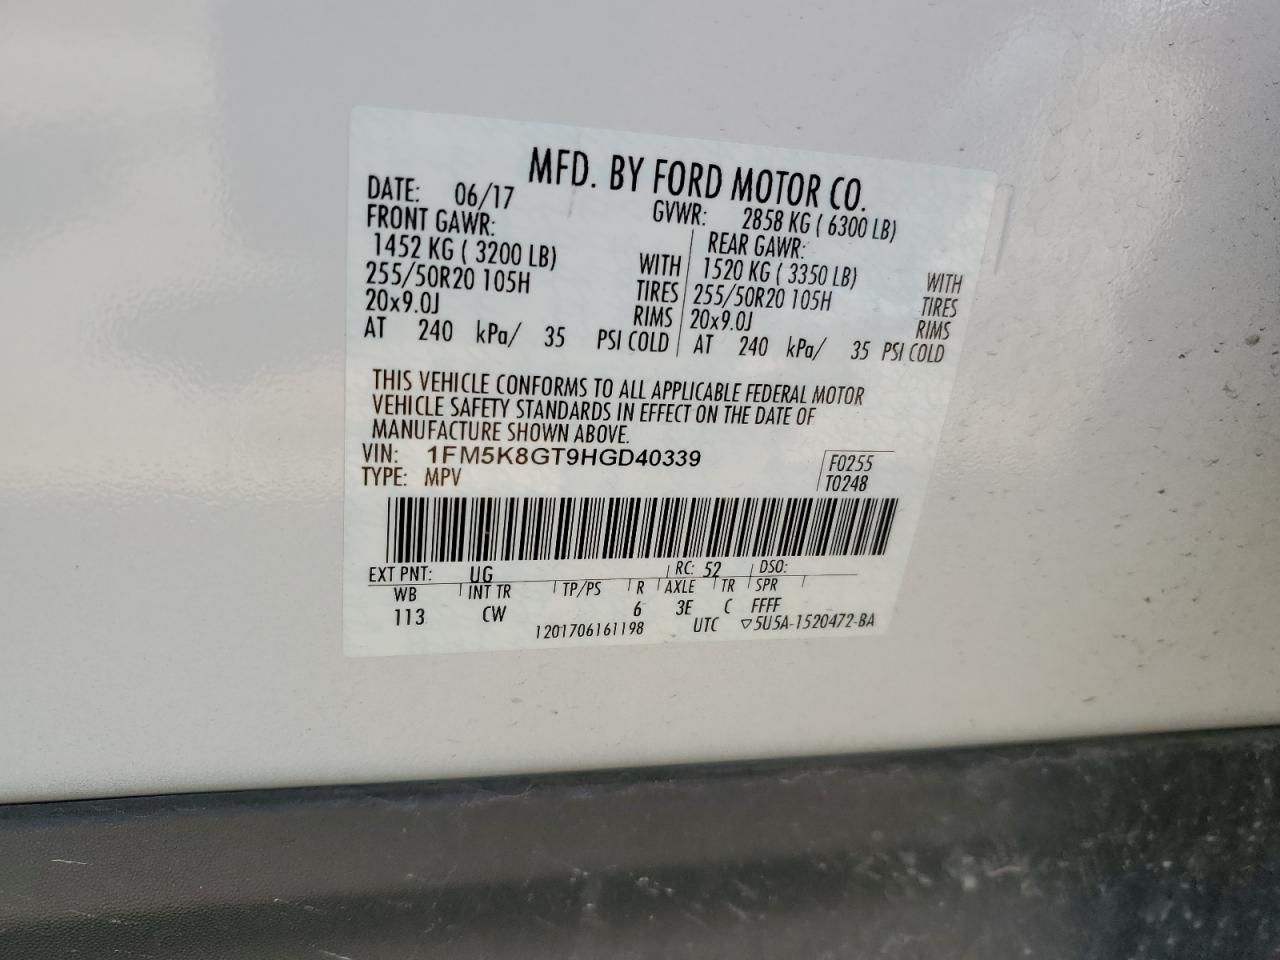 MFD. BY FORD MOTOR CO.
DATE: 06/17 GVWR: 2858 KG ( 6300 LB)
FRONT GAWR: REAR GAWR:
1452 KG ( 3200 LB) WITH 1520 KG ( 3350 LB) WITH
255/50R20 105H TIRES 255/50R20 105H TIRES
20x9.0J RIMS 20x9.0J RIMS
AT 240 kPa/ 35 PSI COLD AT 240 kPa/ 35 PSI COLD
THIS VEHICLE CONFORMS TO ALL APPLICABLE FEDERAL MOTOR
VEHICLE SAFETY STANDARDS IN EFFECT ON THE DATE OF
MANUFACTURE SHOWN ABOVE.
VIN: 1FM5K8GT9HGD40339 F0255
TYPE: MPV T0248
EXT PNT: UG RC: 52 DSO:
WB INT TR TP/PS R AXLE TR SPR
113 CW 6 3E C FFFF
1201706161198 UTC ▽5U5A-1520472-BA